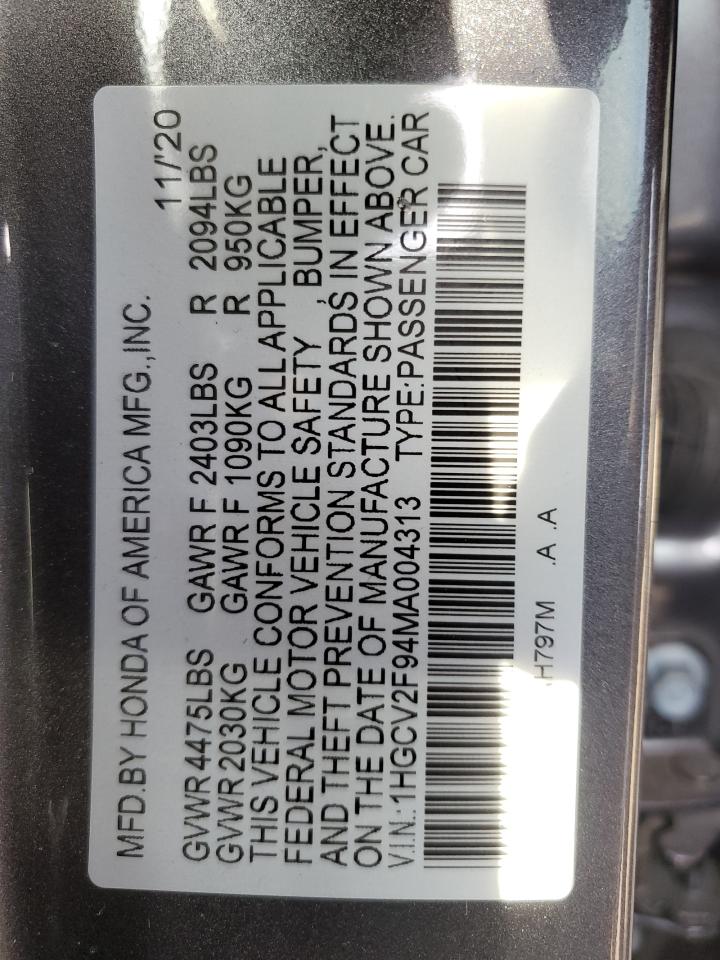 MFD.BY HONDA OF AMERICA MFG.,INC. 11/'20
GVWR 4475LBS GAWR F 2403LBS R 2094LBS
GVWR 2030KG GAWR F 1090KG R 950KG
THIS VEHICLE CONFORMS TO ALL APPLICABLE
FEDERAL MOTOR VEHICLE SAFETY , BUMPER,
AND THEFT PREVENTION STANDARDS IN EFFECT
ON THE DATE OF MANUFACTURE SHOWN ABOVE.
V.I.N.: 1HGCV2F94MA004313 TYPE:PASSENGER CAR
H797M .A .A